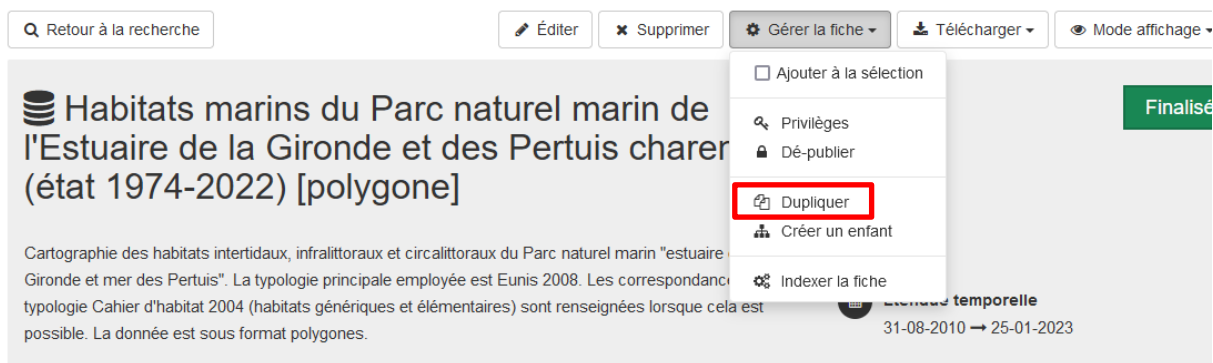 Retour à la recherche
Éditer
Supprimer
Gérer la fiche
Télécharger
Mode affichage
Ajouter à la sélection
Privilèges
Dé-publier
Dupliquer
Créer un enfant
Indexer la fiche
Finalisé
Habitats marins du Parc naturel marin de
l'Estuaire de la Gironde et des Pertuis
(état 1974-2022) [polygone]
Cartographie des habitats intertidaux, infralittoraux et circalittoraux du Parc naturel marin "estuaire
Gironde et mer des Pertuis". La typologie principale employée est Eunis 2008. Les
typologie Cahier d'habitat 2004 (habitats génériques et élémentaires) sont renseignées lorsque cela est
possible. La donnée est sous format polygones.
Étendue temporelle
31-08-2010 → 25-01-2023